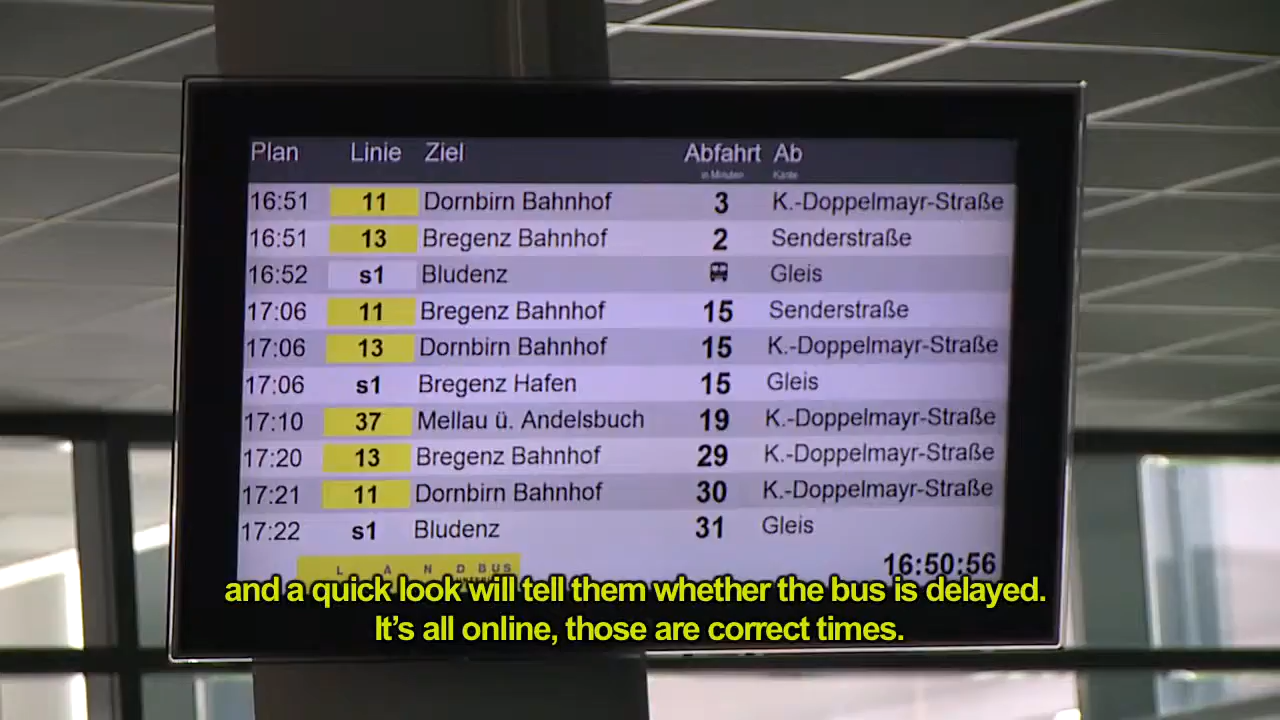 Plan Linie Ziel Abfahrt Ab
in Minuten Kante
16:51 11 Dornbirn Bahnhof 3 K.-Doppelmayr-Straße
16:51 13 Bregenz Bahnhof 2 Senderstraße
16:52 s1 Bludenz Gleis
17:06 11 Bregenz Bahnhof 15 Senderstraße
17:06 13 Dornbirn Bahnhof 15 K.-Doppelmayr-Straße
17:06 s1 Bregenz Hafen 15 Gleis
17:10 37 Mellau ü. Andelsbuch 19 K.-Doppelmayr-Straße
17:20 13 Bregenz Bahnhof 29 K.-Doppelmayr-Straße
17:21 11 Dornbirn Bahnhof 30 K.-Doppelmayr-Straße
17:22 s1 Bludenz 31 Gleis
LANDBUS 16:50:56
and a quick look will tell them whether the bus is delayed.
It's all online, those are correct times.